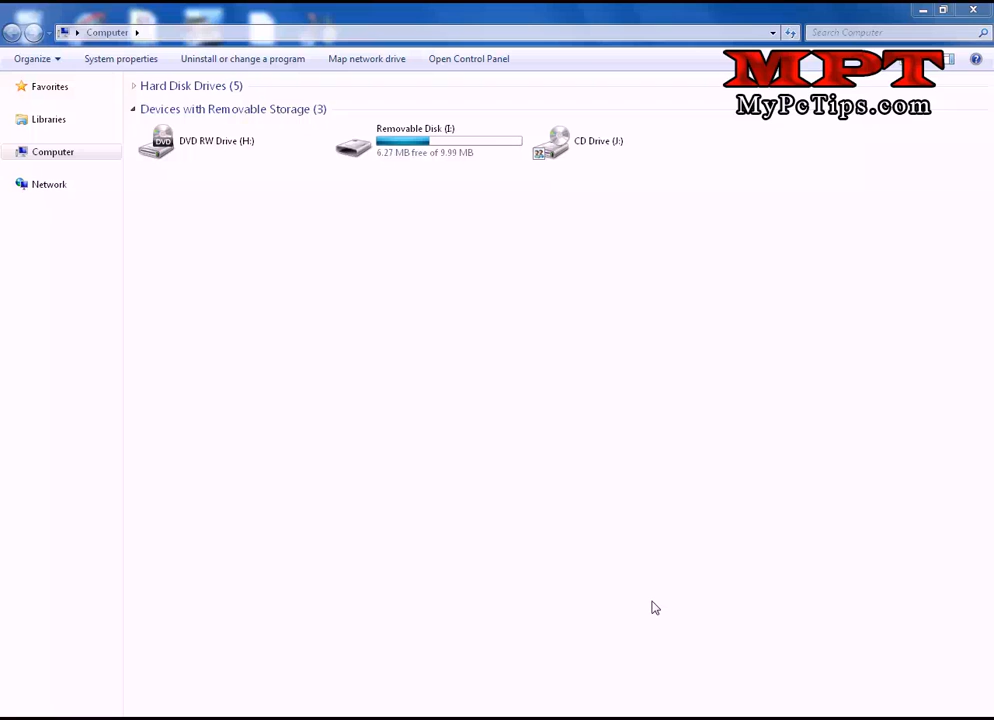 Computer
Search Computer
Organize
System properties
Uninstall or change a program
Map network drive
Open Control Panel
MPT
MyPcTips.com
Favorites
Libraries
Computer
Network
Hard Disk Drives (5)
Devices with Removable Storage (3)
DVD
DVD RW Drive (H:)
Removable Disk (I:)
6.27 MB free of 9.99 MB
CD Drive (J:)